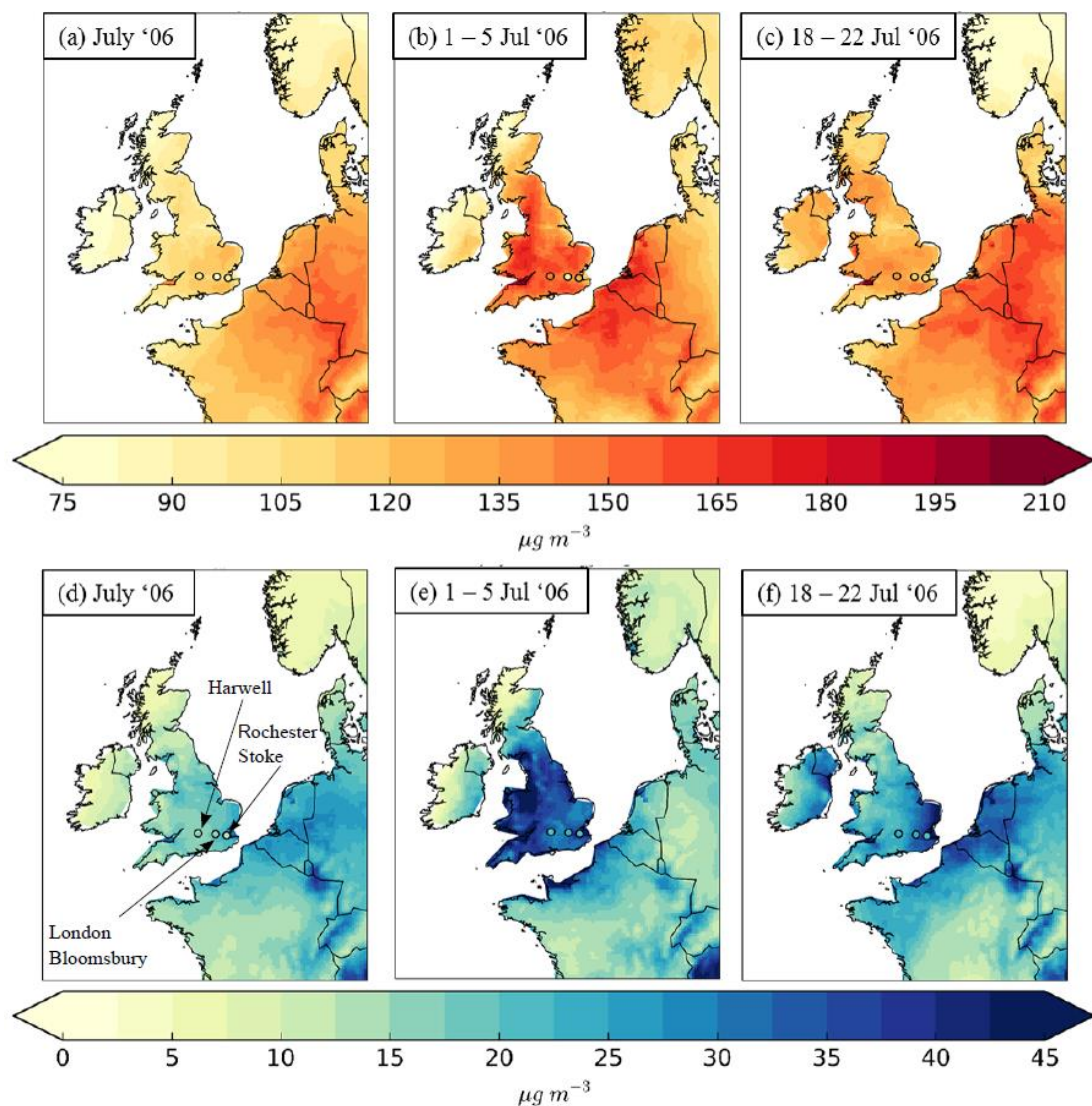 (a) July ‘06
(b) 1 – 5 Jul ‘06
(c) 18 – 22 Jul ‘06
75 90 105 120 135 150 165 180 195 210
μg m⁻³
(d) July ‘06
(e) 1 – 5 Jul ‘06
(f) 18 – 22 Jul ‘06
Harwell
Rochester
Stoke
London
Bloomsbury
0 5 10 15 20 25 30 35 40 45
μg m⁻³